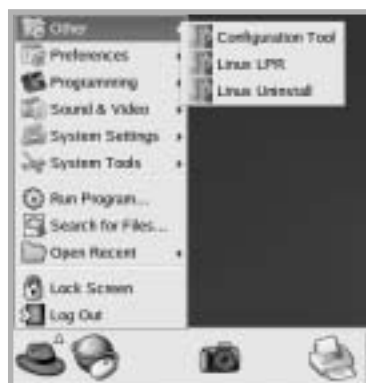 Other
Preferences
Programming
Sound & Video
System Settings
System Tools
Run Program...
Search for Files...
Open Recent
Lock Screen
Log Out
Configuration Tool
Linux LPR
Linux Uninstall